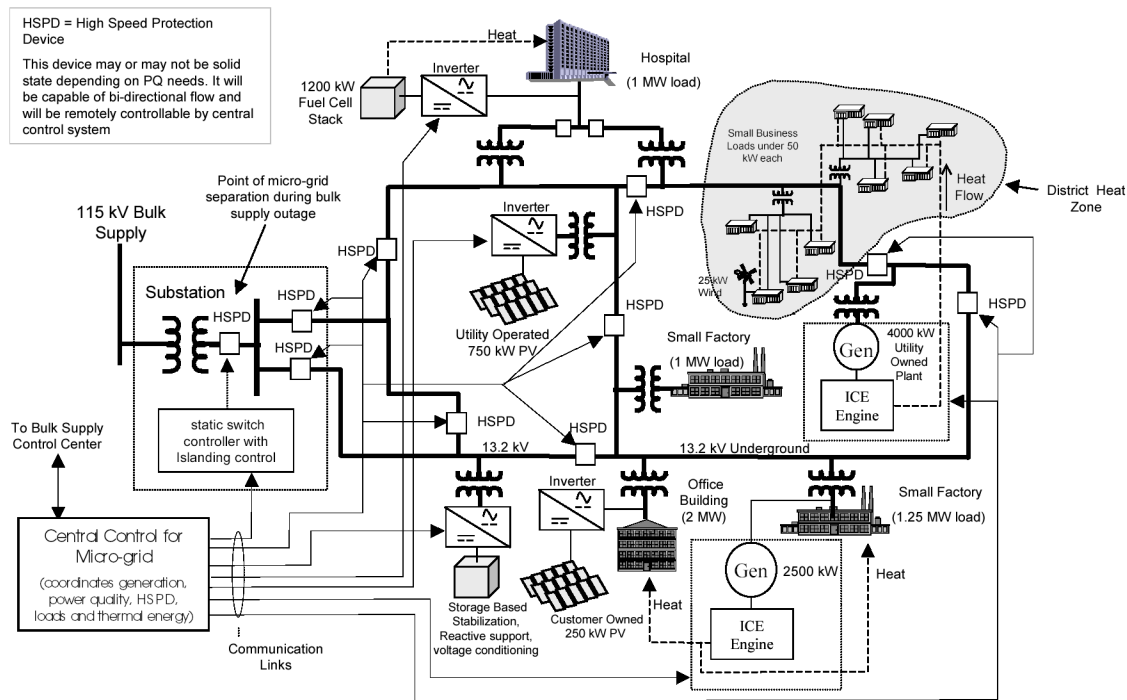 HSPD = High Speed Protection
Device
This device may or may not be solid
state depending on PQ needs. It will
be capable of bi-directional flow and
will be remotely controllable by central
control system
Heat
Hospital
(1 MW load)
Inverter
1200 kW
Fuel Cell
Stack
Small Business
Loads under 50
kW each
Heat
Flow
District Heat
Zone
Point of micro-grid
separation during bulk
supply outage
115 kV Bulk
Supply
HSPD
Inverter
HSPD
Substation
HSPD
HSPD
HSPD
Utility Operated
750 kW PV
HSPD
25 kW
Wind
HSPD
HSPD
Small Factory
(1 MW load)
Gen
4000 kW
Utility
Owned
Plant
ICE
Engine
static switch
controller with
Islanding control
HSPD
HSPD
13.2 kV
13.2 kV Underground
To Bulk Supply
Control Center
Inverter
Office
Building
(2 MW)
Small Factory
(1.25 MW load)
Central Control for
Micro-grid
(coordinates generation,
power quality, HSPD,
loads and thermal energy)
Communication
Links
Storage Based
Stabilization,
Reactive support,
voltage conditioning
Customer Owned
250 kW PV
Heat
Gen
2500 kW
ICE
Engine
Heat